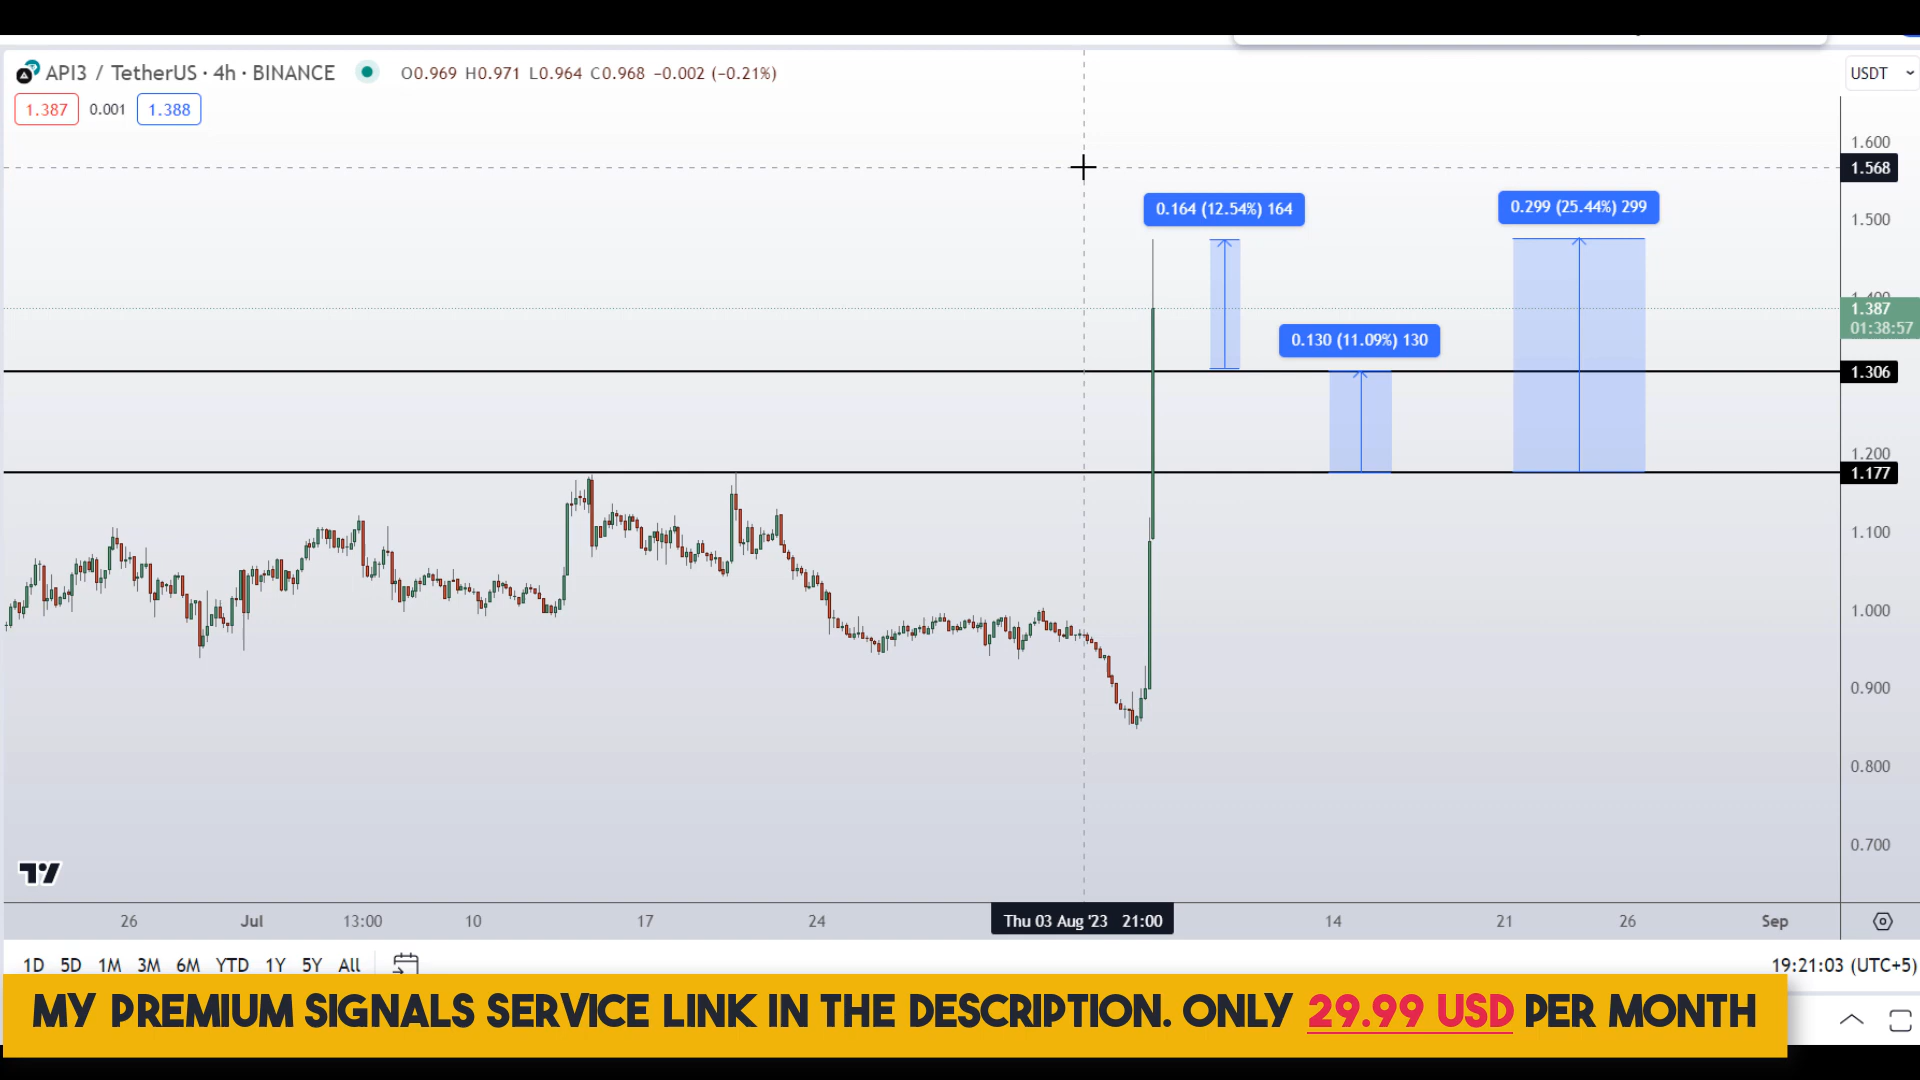 API3 / TetherUS · 4h · BINANCE O0.969 H0.971 L0.964 C0.968 −0.002 (−0.21%)
USDT
1.387 0.001 1.388
1.600
1.568
0.164 (12.54%) 164
0.299 (25.44%) 299
1.500
1.387
01:38:57
0.130 (11.09%) 130
1.306
1.200
1.177
1.100
1.000
0.900
0.800
0.700
26 Jul 13:00 10 17 24 Thu 03 Aug '23 21:00 14 21 26 Sep
1D 5D 1M 3M 6M YTD 1Y 5Y All 19:21:03 (UTC+5)
MY PREMIUM SIGNALS SERVICE LINK IN THE DESCRIPTION. ONLY 29.99 USD PER MONTH